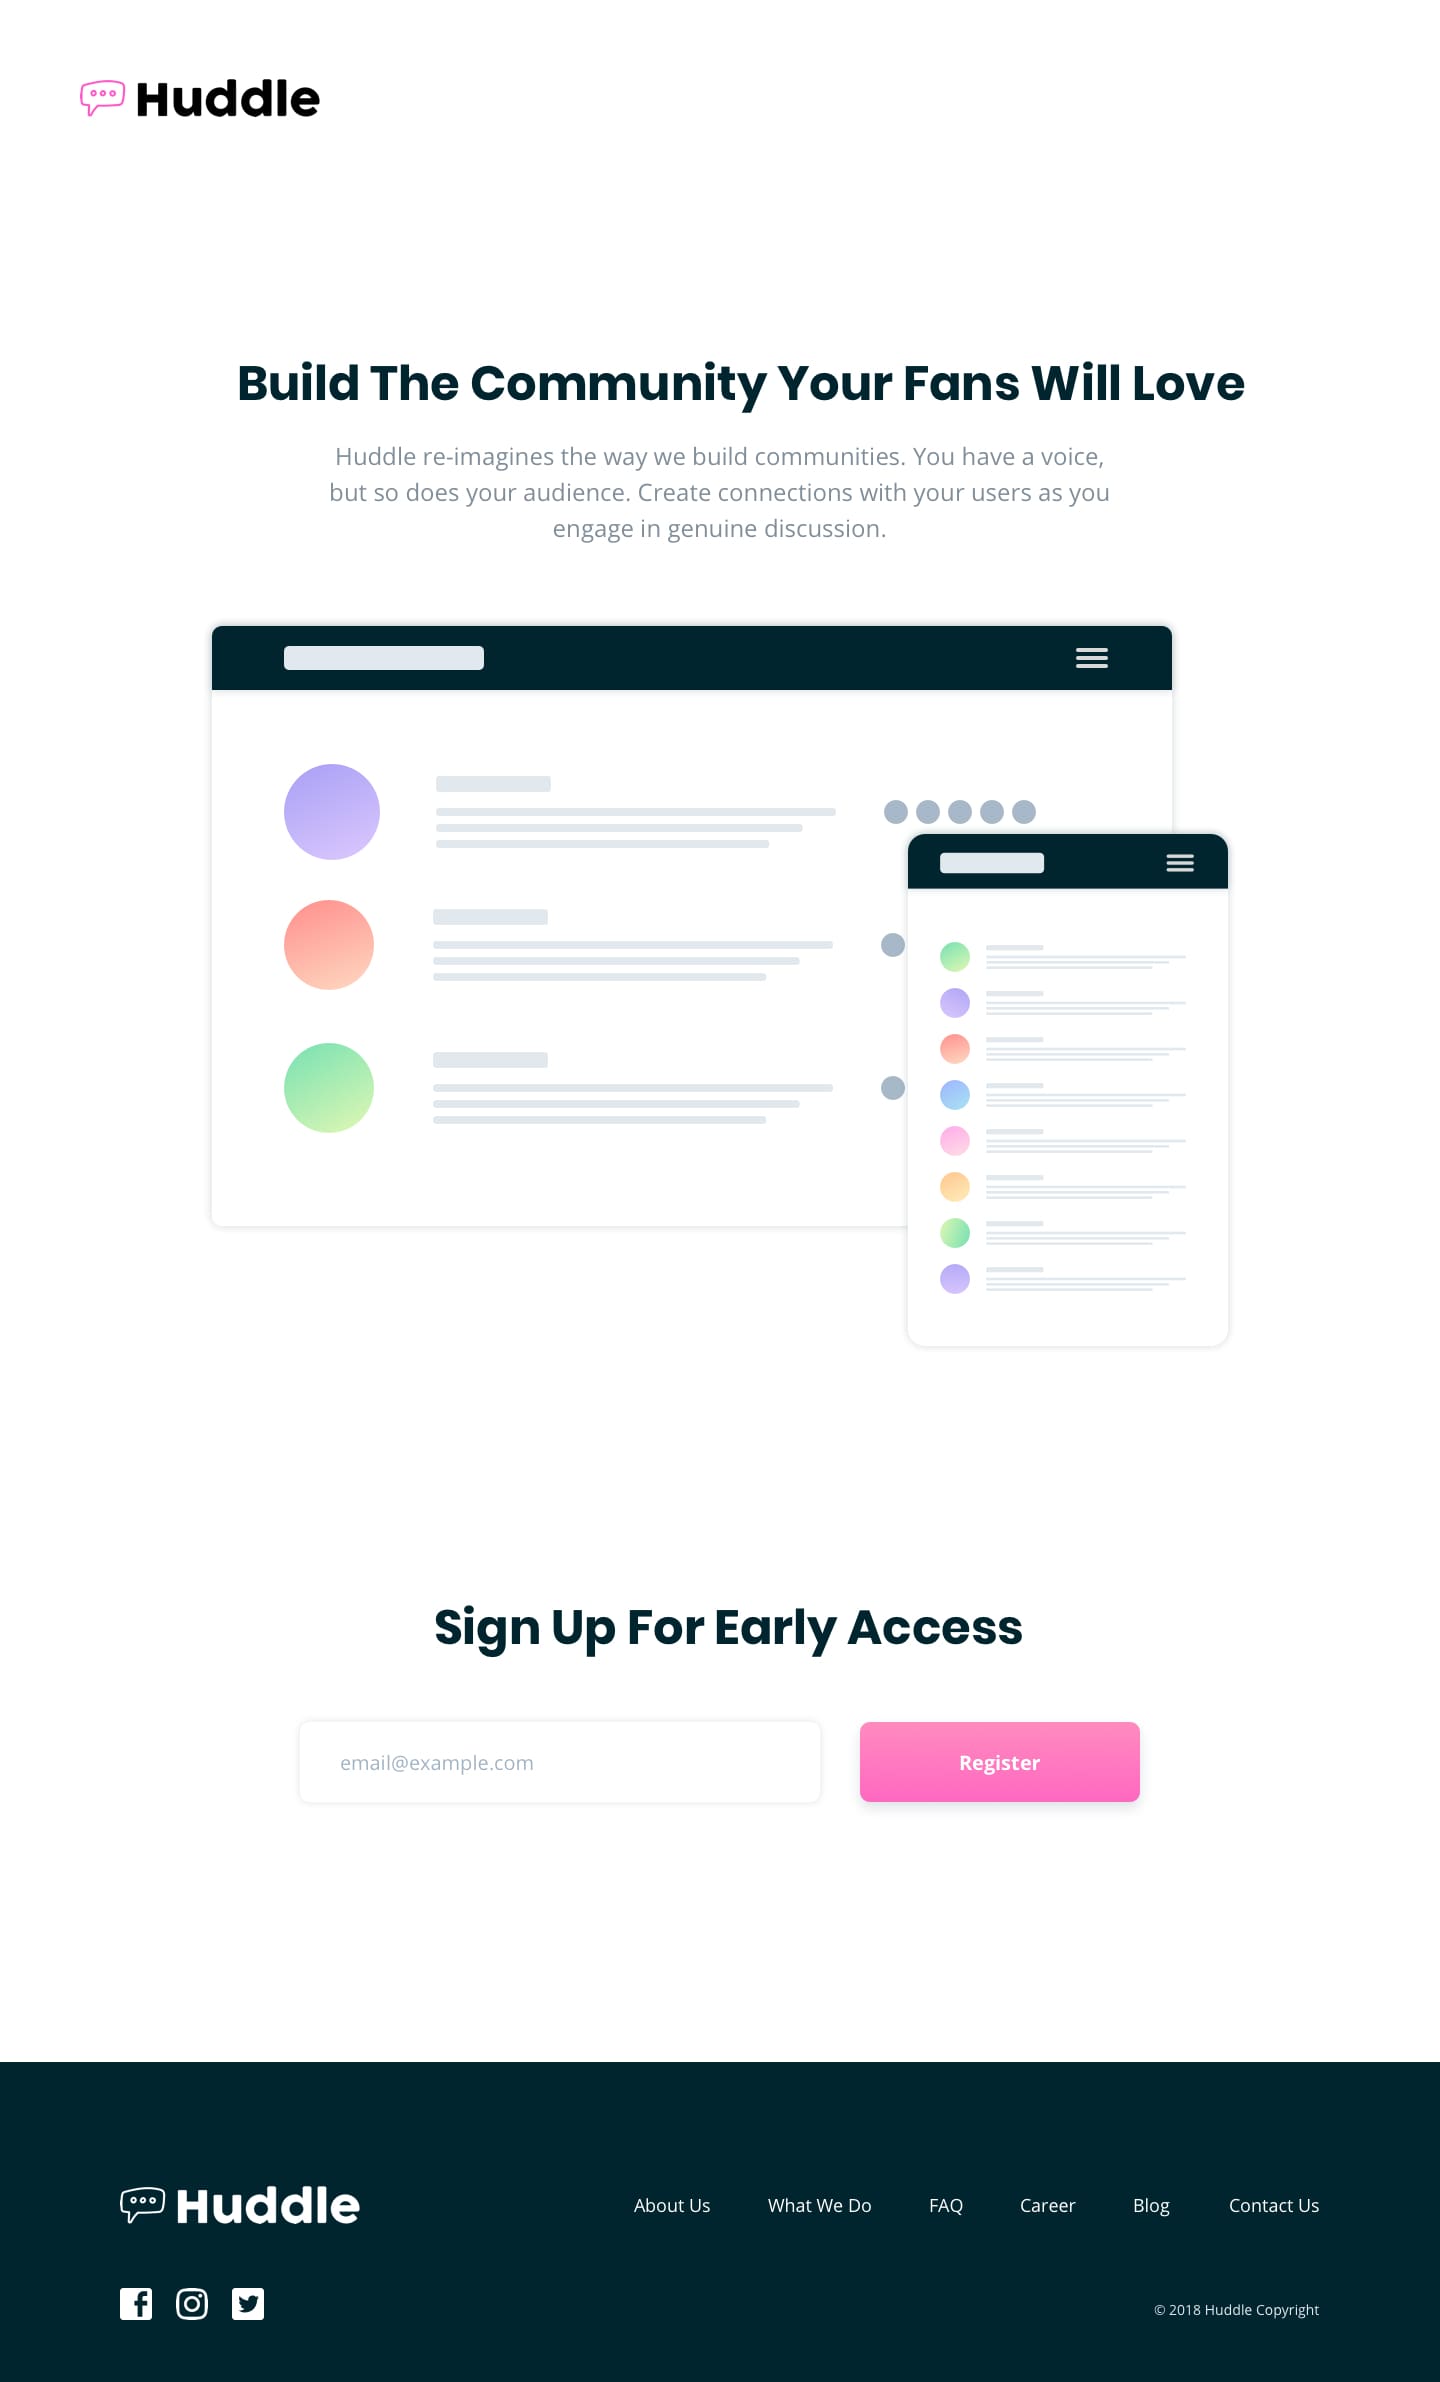 Huddle
Build The Community Your Fans Will Love
Huddle re-imagines the way we build communities. You have a voice,
but so does your audience. Create connections with your users as you
engage in genuine discussion.
Sign Up For Early Access
email@example.com
Register
Huddle
About Us
What We Do
FAQ
Career
Blog
Contact Us
© 2018 Huddle Copyright